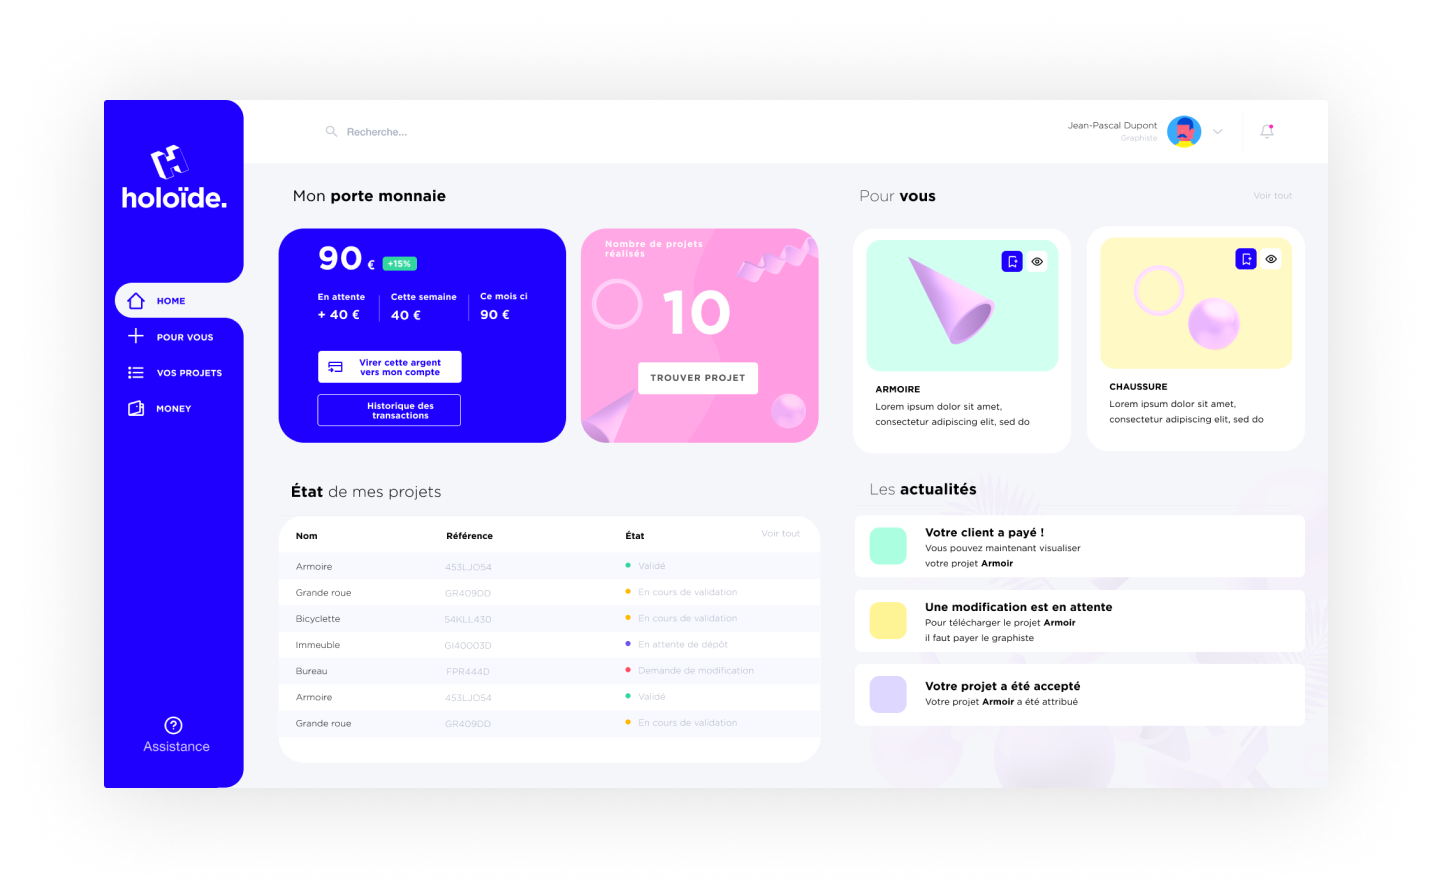 holoïde.
HOME
POUR VOUS
VOS PROJETS
MONEY
Assistance
Recherche...
Jean-Pascal Dupont
Graphiste
Mon porte monnaie
90 € +15%
En attente
+ 40 €
Cette semaine
40 €
Ce mois ci
90 €
Virer cette argent
vers mon compte
Historique des
transactions
Nombre de projets
réalisés
10
TROUVER PROJET
Pour vous
Voir tout
ARMOIRE
Lorem ipsum dolor sit amet,
consectetur adipiscing elit, sed do
CHAUSSURE
Lorem ipsum dolor sit amet,
consectetur adipiscing elit, sed do
État de mes projets
Nom Référence État Voir tout
Armoire 453LJO54 Validé
Grande roue GR409DD En cours de validation
Bicyclette 54KLL430 En cours de validation
Immeuble GI40003D En attente de dépôt
Bureau FPR444D Demande de modification
Armoire 453LJO54 Validé
Grande roue GR409DD En cours de validation
Les actualités
Votre client a payé !
Vous pouvez maintenant visualiser
votre projet Armoir
Une modification est en attente
Pour télécharger le projet Armoir
il faut payer le graphiste
Votre projet a été accepté
Votre projet Armoir a été attribué